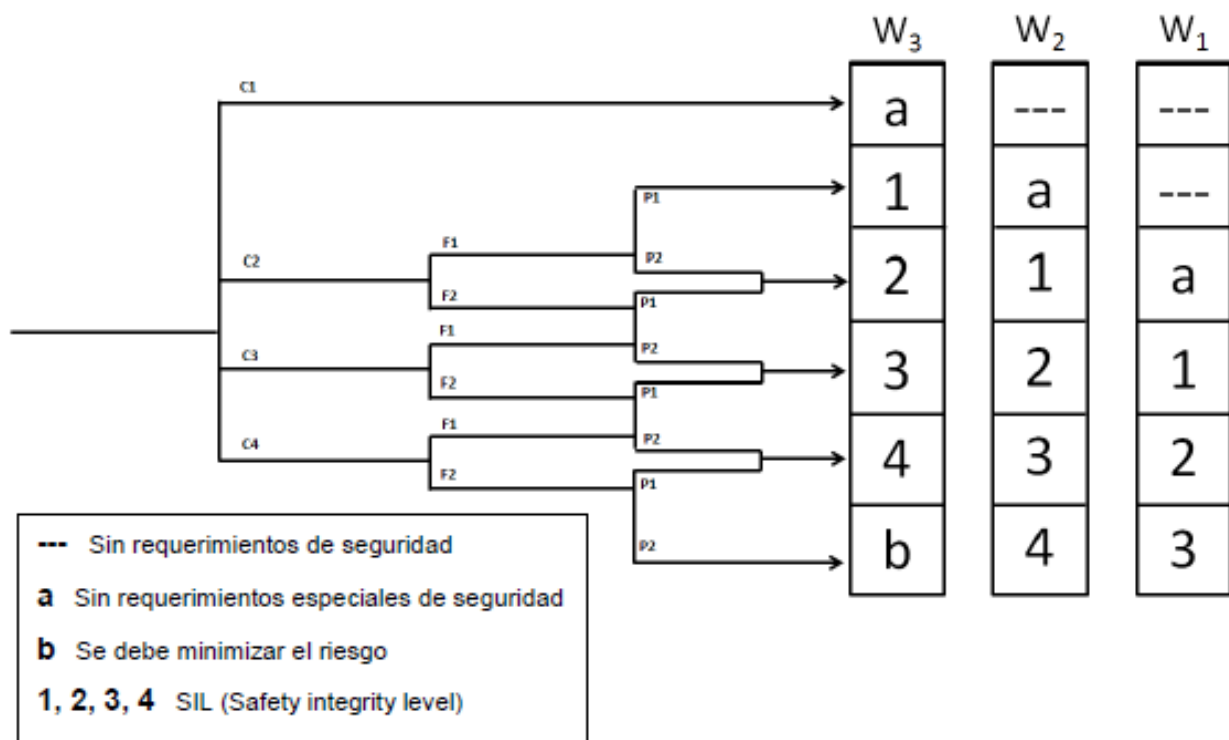 W3 W2 W1
C1
a --- ---
P1
1 a ---
F1
C2
P2
2 1 a
F2
P1
F1
C3
P2
3 2 1
F2
P1
F1
C4
P2
4 3 2
F2
P1
P2
b 4 3
--- Sin requerimientos de seguridad
a Sin requerimientos especiales de seguridad
b Se debe minimizar el riesgo
1, 2, 3, 4 SIL (Safety integrity level)